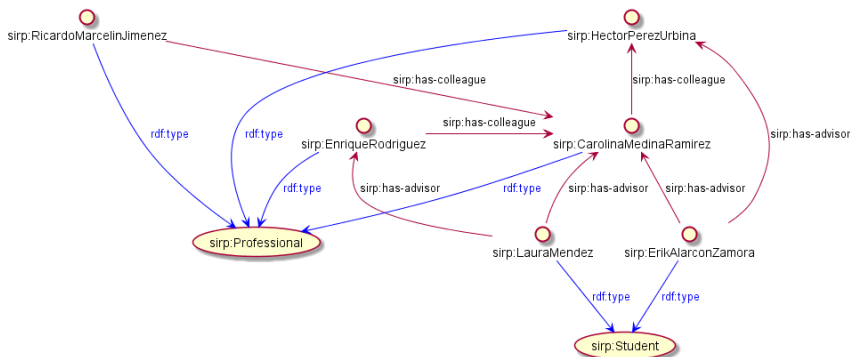 sirp:RicardoMarcelinJimenez
sirp:HectorPerezUrbina
sirp:has-colleague
sirp:has-colleague
sirp:has-colleague
rdf:type
rdf:type
sirp:has-advisor
sirp:EnriqueRodriguez
sirp:CarolinaMedinaRamirez
rdf:type
rdf:type
sirp:has-advisor
sirp:has-advisor
sirp:has-advisor
sirp:Professional
sirp:LauraMendez
sirp:ErikAlarconZamora
rdf:type
rdf:type
sirp:Student